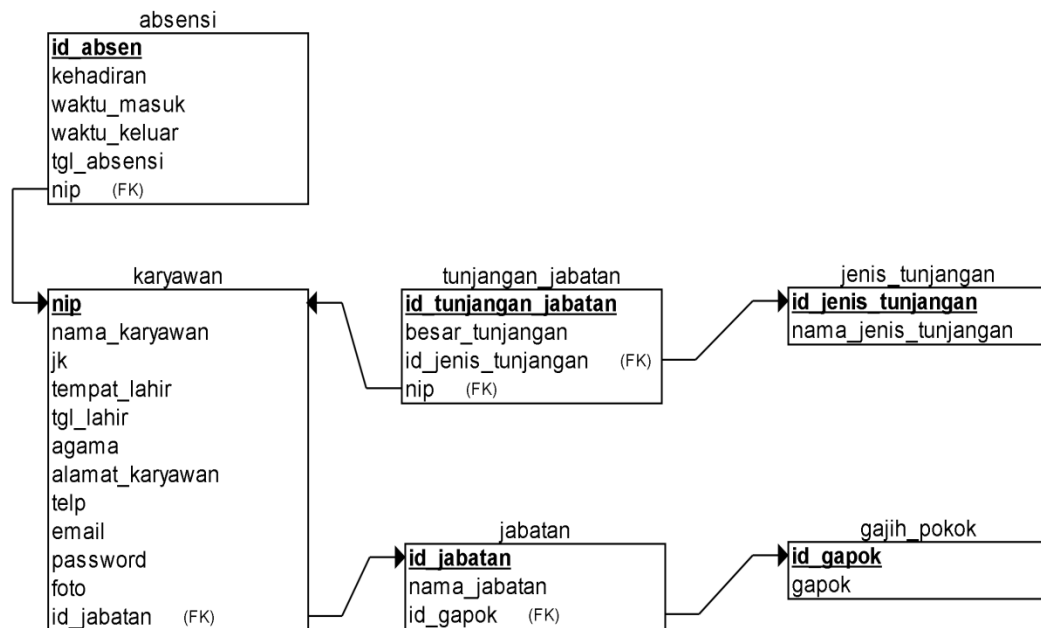 absensi
id_absen
kehadiran
waktu_masuk
waktu_keluar
tgl_absensi
nip (FK)
karyawan
nip
nama_karyawan
jk
tempat_lahir
tgl_lahir
agama
alamat_karyawan
telp
email
password
foto
id_jabatan (FK)
tunjangan_jabatan
id_tunjangan_jabatan
besar_tunjangan
id_jenis_tunjangan (FK)
nip (FK)
jenis_tunjangan
id_jenis_tunjangan
nama_jenis_tunjangan
jabatan
id_jabatan
nama_jabatan
id_gapok (FK)
gajih_pokok
id_gapok
gapok